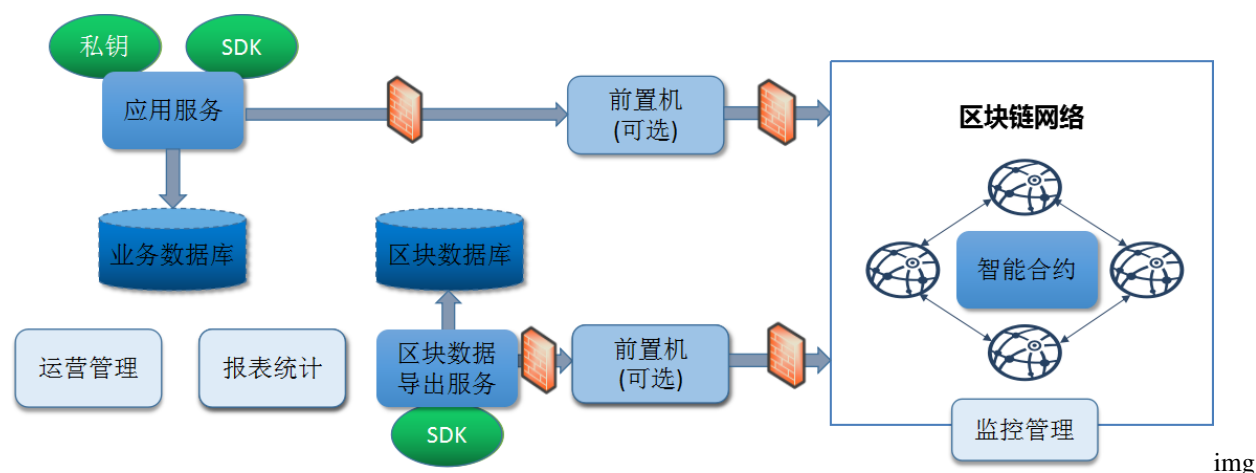 私钥
SDK
应用服务
前置机
(可选)
区块链网络
业务数据库
区块数据库
智能合约
运营管理
报表统计
区块数据
导出服务
前置机
(可选)
SDK
监控管理
img